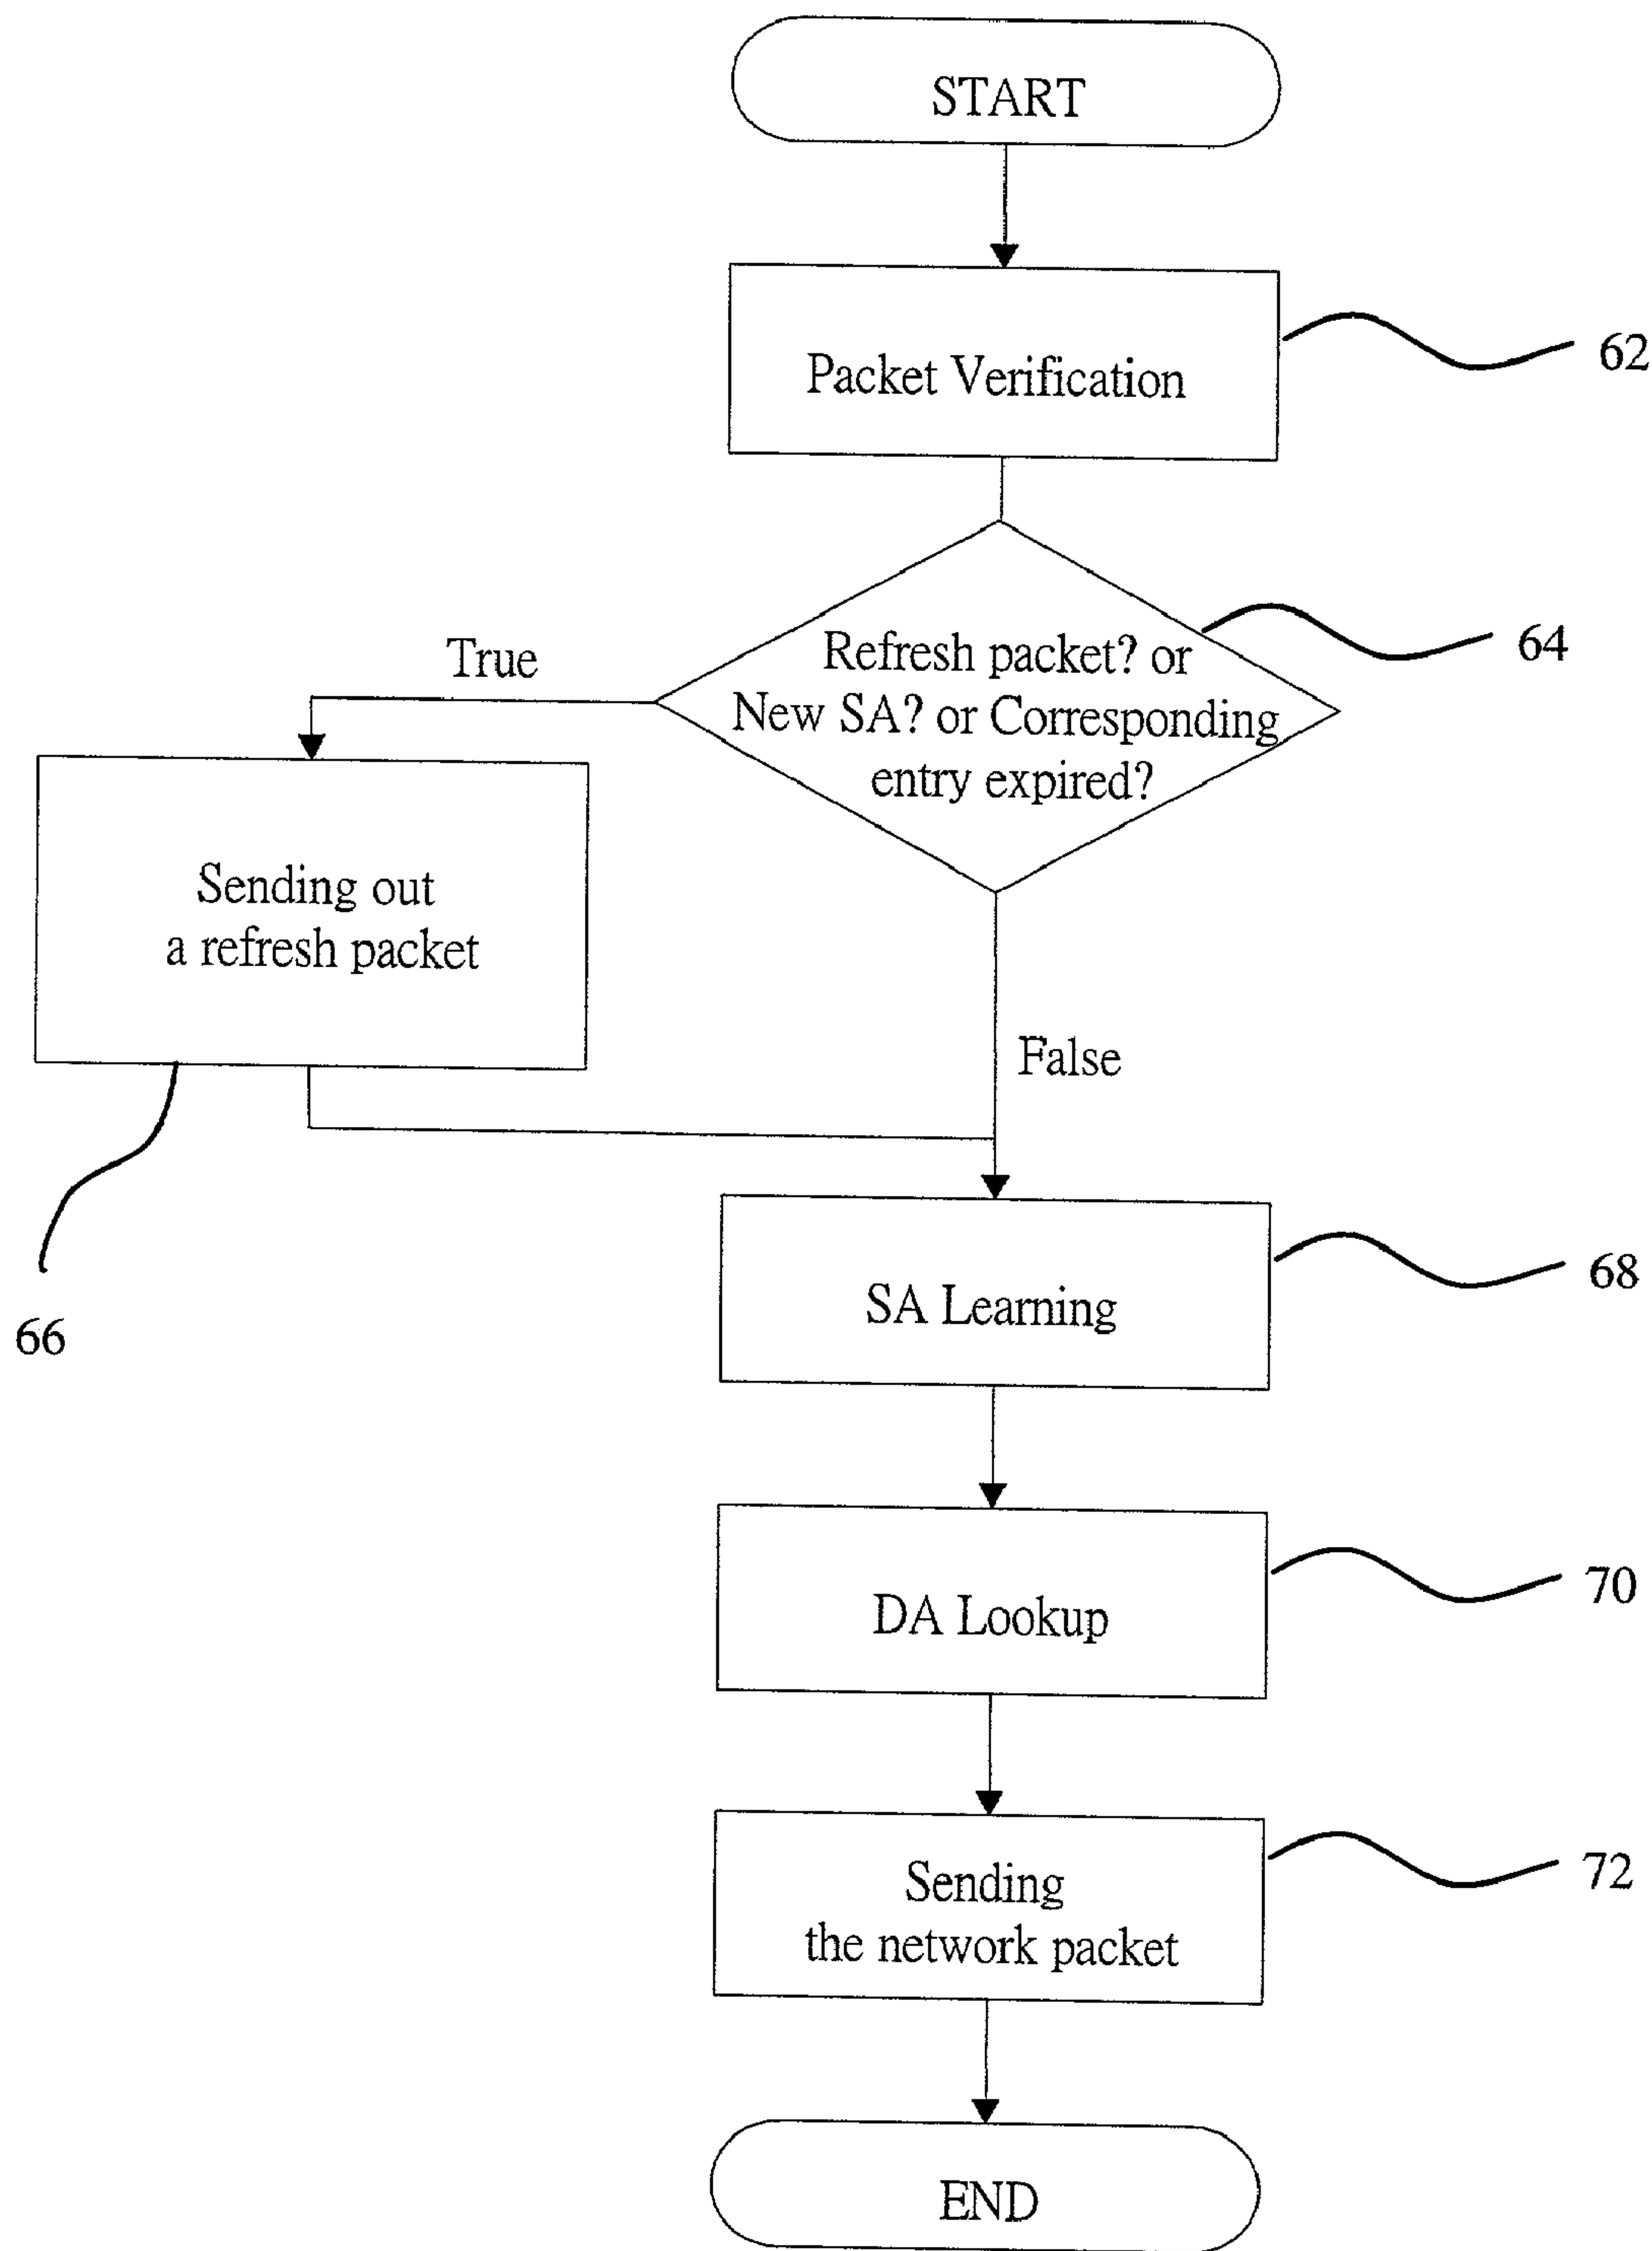 START
Packet Verification
62
Refresh packet? or
New SA? or Corresponding
entry expired?
64
True
Sending out
a refresh packet
66
False
SA Learning
68
DA Lookup
70
Sending
the network packet
72
END